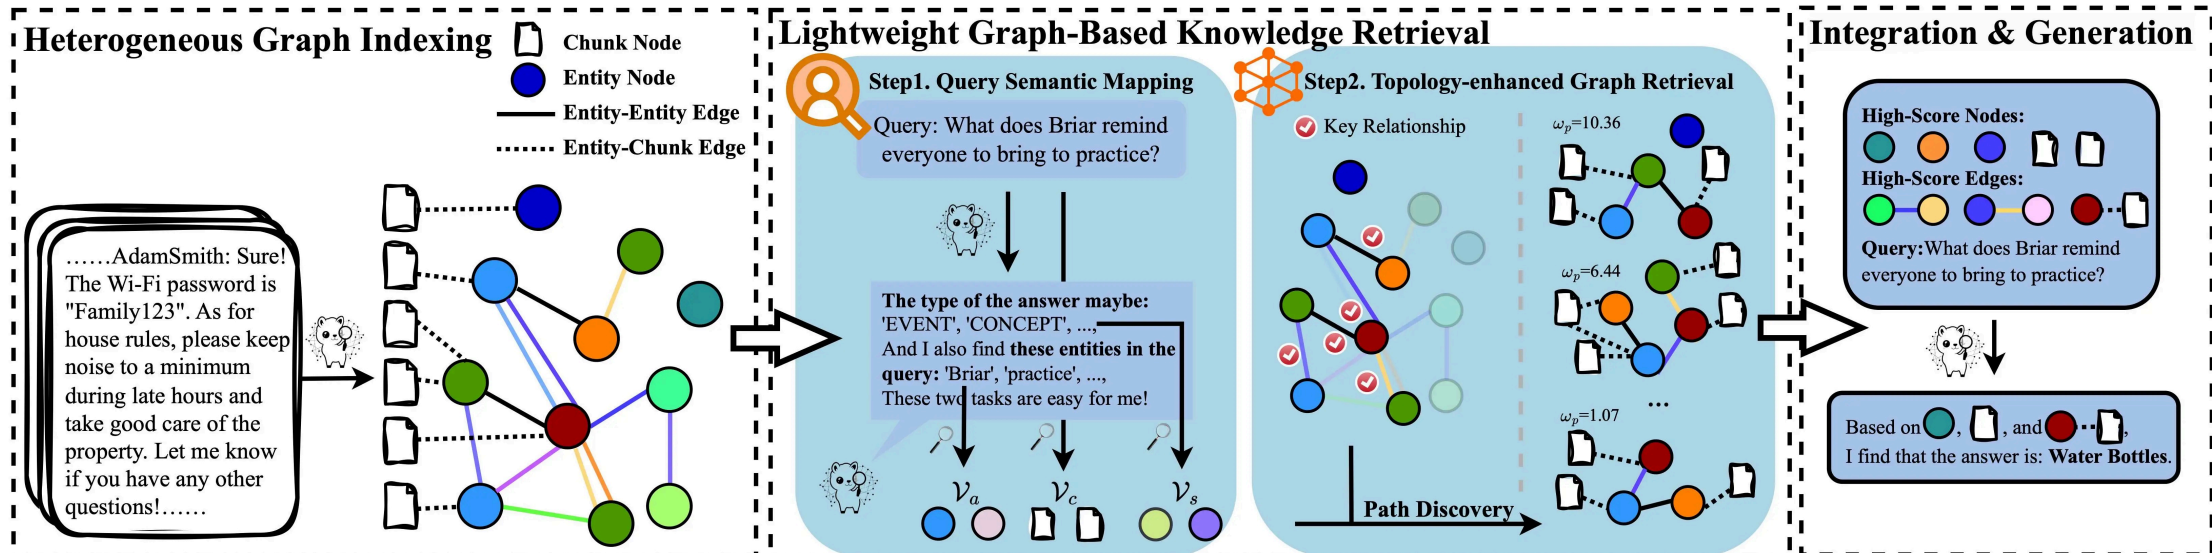 Heterogeneous Graph Indexing
Chunk Node
Entity Node
Entity-Entity Edge
Entity-Chunk Edge
……AdamSmith: Sure!
The Wi-Fi password is
"Family123". As for
house rules, please keep
noise to a minimum
during late hours and
take good care of the
property. Let me know
if you have any other
questions!……
Lightweight Graph-Based Knowledge Retrieval
Step1. Query Semantic Mapping
Query: What does Briar remind
everyone to bring to practice?
The type of the answer maybe:
'EVENT', 'CONCEPT', ...,
And I also find these entities in the
query: 'Briar', 'practice', ...,
These two tasks are easy for me!
𝒱a
𝒱c
𝒱s
Step2. Topology-enhanced Graph Retrieval
Key Relationship
Path Discovery
ωp=10.36
ωp=6.44
...
ωp=1.07
Integration & Generation
High-Score Nodes:
High-Score Edges:
Query:What does Briar remind
everyone to bring to practice?
Based on , , and ,
I find that the answer is: Water Bottles.